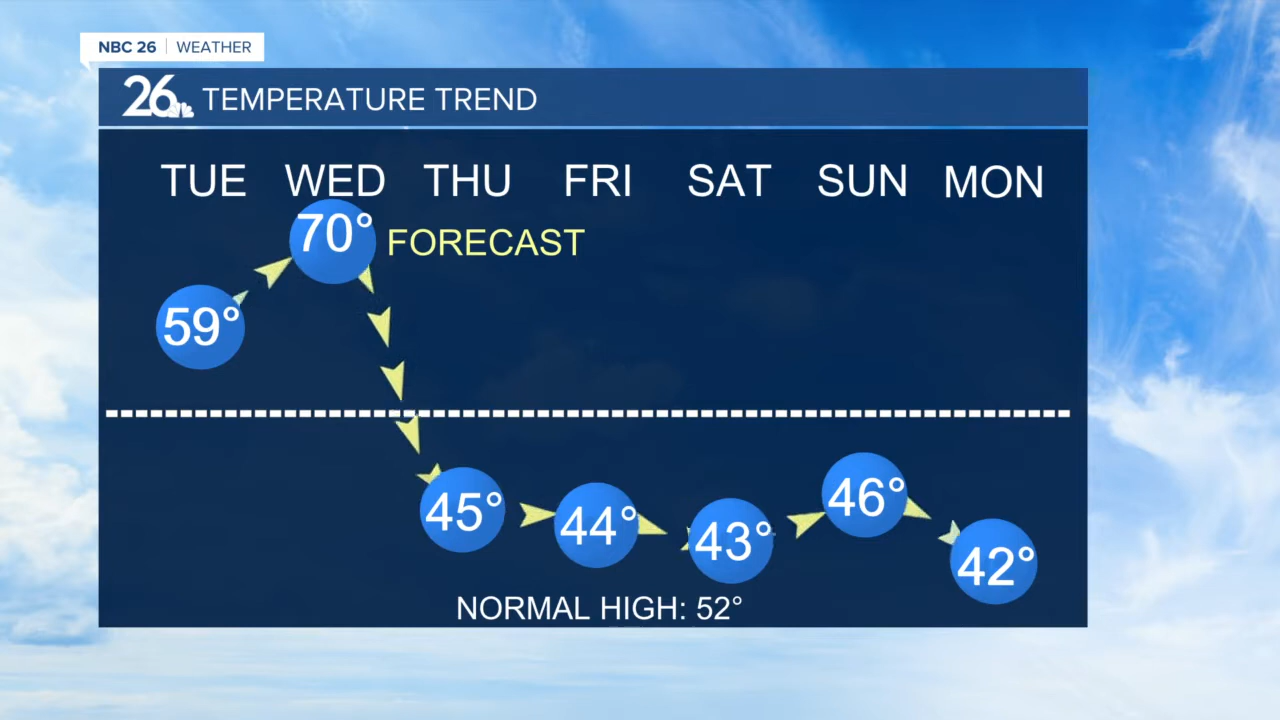 NBC 26 | WEATHER
26 TEMPERATURE TREND
TUE WED THU FRI SAT SUN MON
70° FORECAST
59°
45° 44° 43° 46° 42°
NORMAL HIGH: 52°